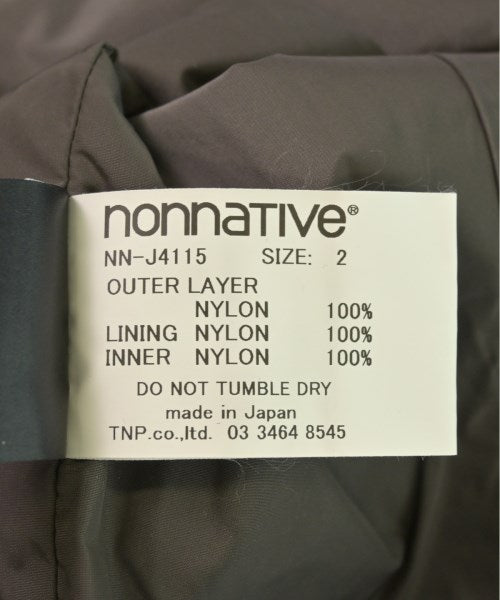 nonnative®
NN-J4115 SIZE: 2
OUTER LAYER
NYLON 100%
LINING NYLON 100%
INNER NYLON 100%
DO NOT TUMBLE DRY
made in Japan
TNP.co.,ltd. 03 3464 8545